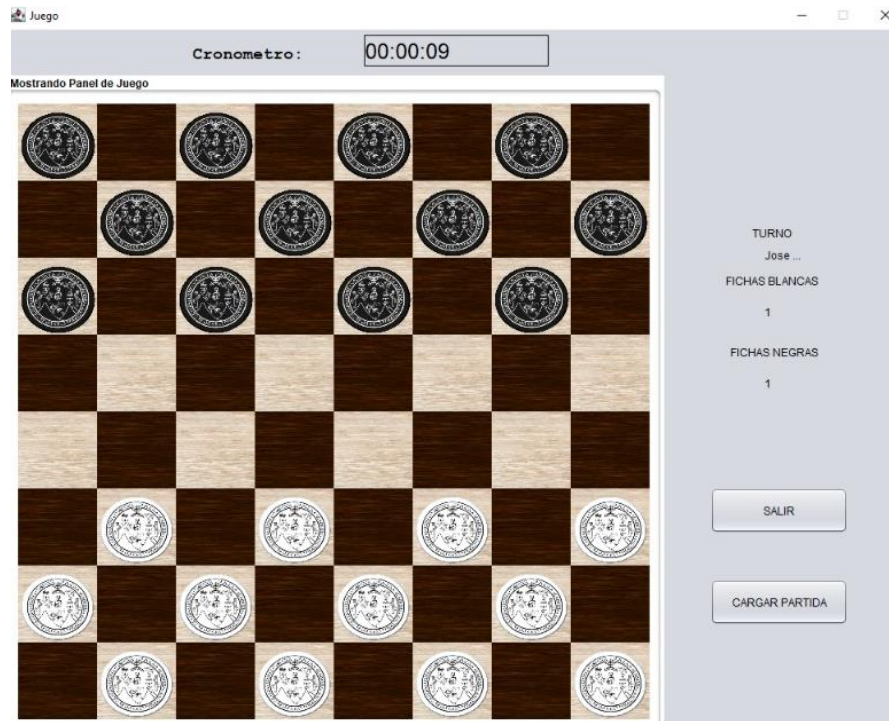 Juego
Cronometro:
00:00:09
Mostrando Panel de Juego
TURNO
Jose ...
FICHAS BLANCAS
1
FICHAS NEGRAS
1
SALIR
CARGAR PARTIDA